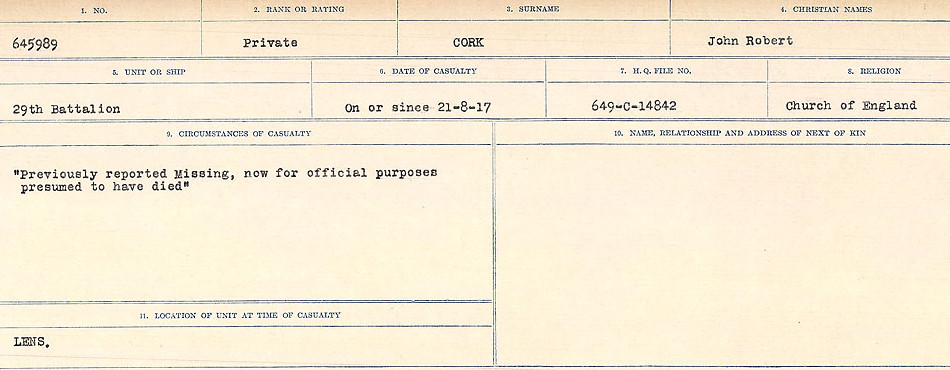 1. NO. 2. RANK OR RATING 3. SURNAME 4. CHRISTIAN NAMES
645989 Private CORK John Robert
5. UNIT OR SHIP 6. DATE OF CASUALTY 7. H.Q. FILE NO. 8. RELIGION
29th Battalion On or since 21-8-17 649-C-14842 Church of England
9. CIRCUMSTANCES OF CASUALTY 10. NAME, RELATIONSHIP AND ADDRESS OF NEXT OF KIN
"Previously reported Missing, now for official purposes
presumed to have died"
11. LOCATION OF UNIT AT TIME OF CASUALTY
LENS.